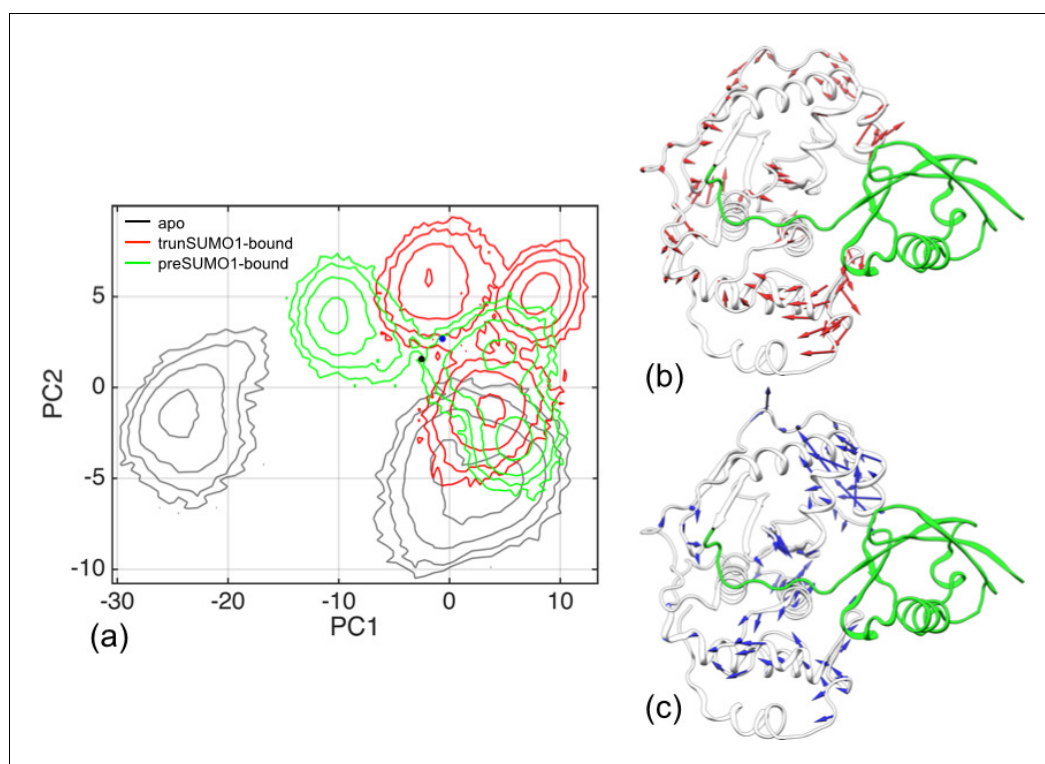 apo
trunSUMO1-bound
preSUMO1-bound
PC2
5
0
-5
-10
-30
-20
-10
0
10
PC1
(a)
(b)
(c)